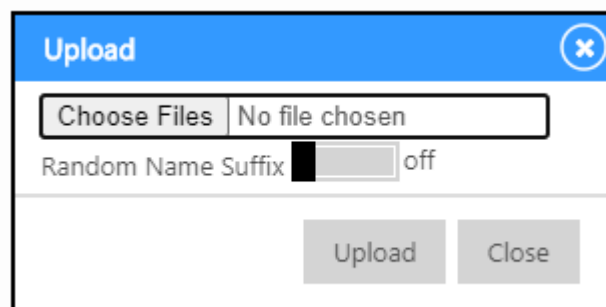 Upload
Choose Files No file chosen
Random Name Suffix off
Upload Close